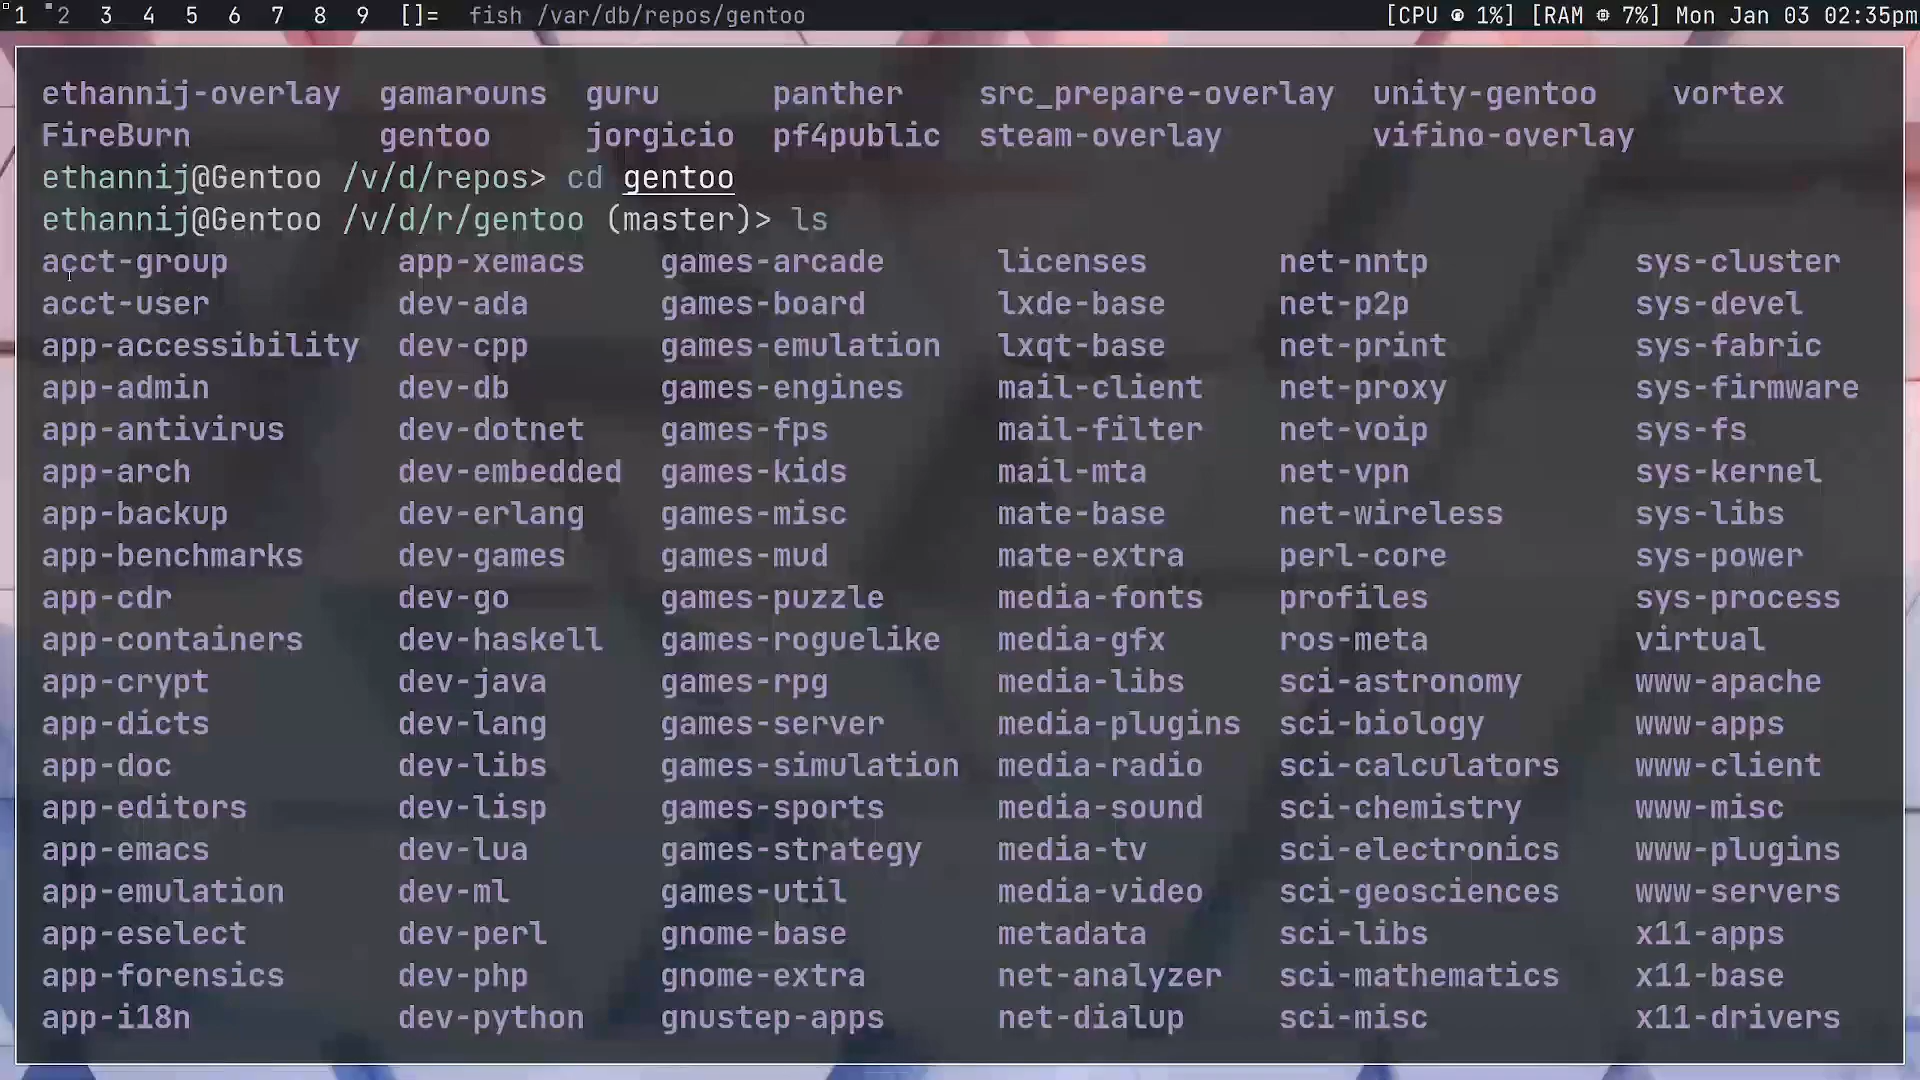 1 2 3 4 5 6 7 8 9 []= fish /var/db/repos/gentoo [CPU 1%] [RAM 7%] Mon Jan 03 02:35pm
ethannij-overlay gamarouns guru panther src_prepare-overlay unity-gentoo vortex
FireBurn gentoo jorgicio pf4public steam-overlay vifino-overlay
ethannij@Gentoo /v/d/repos> cd gentoo
ethannij@Gentoo /v/d/r/gentoo (master)> ls
acct-group app-xemacs games-arcade licenses net-nntp sys-cluster
acct-user dev-ada games-board lxde-base net-p2p sys-devel
app-accessibility dev-cpp games-emulation lxqt-base net-print sys-fabric
app-admin dev-db games-engines mail-client net-proxy sys-firmware
app-antivirus dev-dotnet games-fps mail-filter net-voip sys-fs
app-arch dev-embedded games-kids mail-mta net-vpn sys-kernel
app-backup dev-erlang games-misc mate-base net-wireless sys-libs
app-benchmarks dev-games games-mud mate-extra perl-core sys-power
app-cdr dev-go games-puzzle media-fonts profiles sys-process
app-containers dev-haskell games-roguelike media-gfx ros-meta virtual
app-crypt dev-java games-rpg media-libs sci-astronomy www-apache
app-dicts dev-lang games-server media-plugins sci-biology www-apps
app-doc dev-libs games-simulation media-radio sci-calculators www-client
app-editors dev-lisp games-sports media-sound sci-chemistry www-misc
app-emacs dev-lua games-strategy media-tv sci-electronics www-plugins
app-emulation dev-ml games-util media-video sci-geosciences www-servers
app-eselect dev-perl gnome-base metadata sci-libs x11-apps
app-forensics dev-php gnome-extra net-analyzer sci-mathematics x11-base
app-i18n dev-python gnustep-apps net-dialup sci-misc x11-drivers